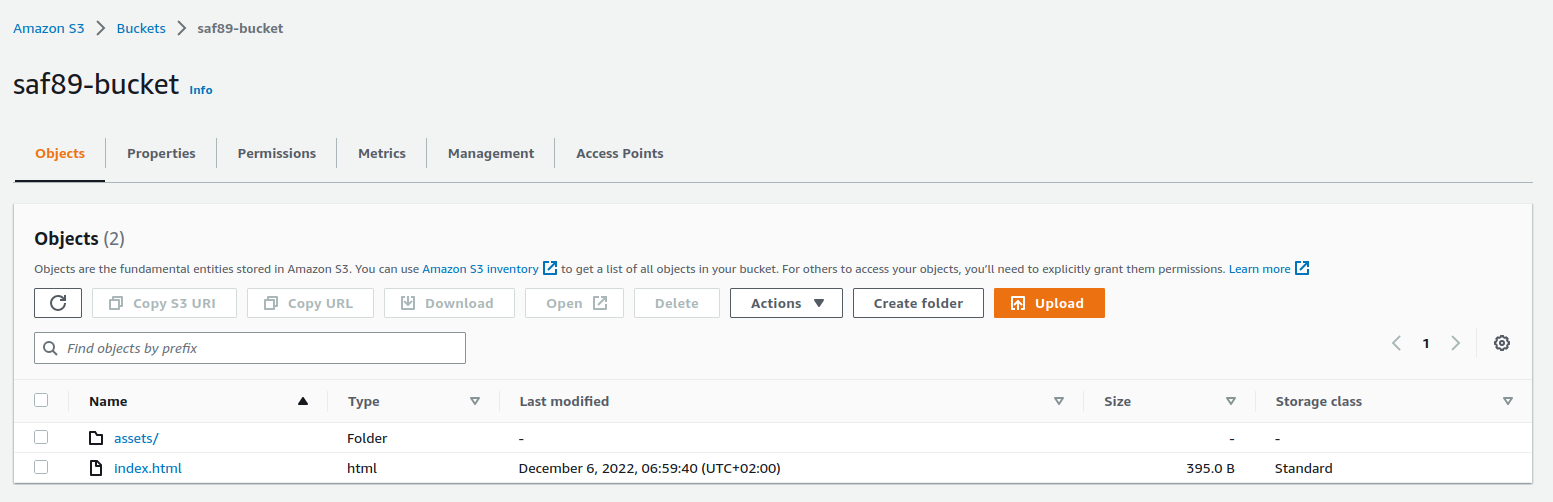 Amazon S3 > Buckets > saf89-bucket
saf89-bucket Info
Objects Properties Permissions Metrics Management Access Points
Objects (2)
Objects are the fundamental entities stored in Amazon S3. You can use Amazon S3 inventory to get a list of all objects in your bucket. For others to access your objects, you'll need to explicitly grant them permissions. Learn more
Copy S3 URI Copy URL Download Open Delete Actions Create folder Upload
Find objects by prefix 1
Name Type Last modified Size Storage class
assets/ Folder - - -
index.html html December 6, 2022, 06:59:40 (UTC+02:00) 395.0 B Standard